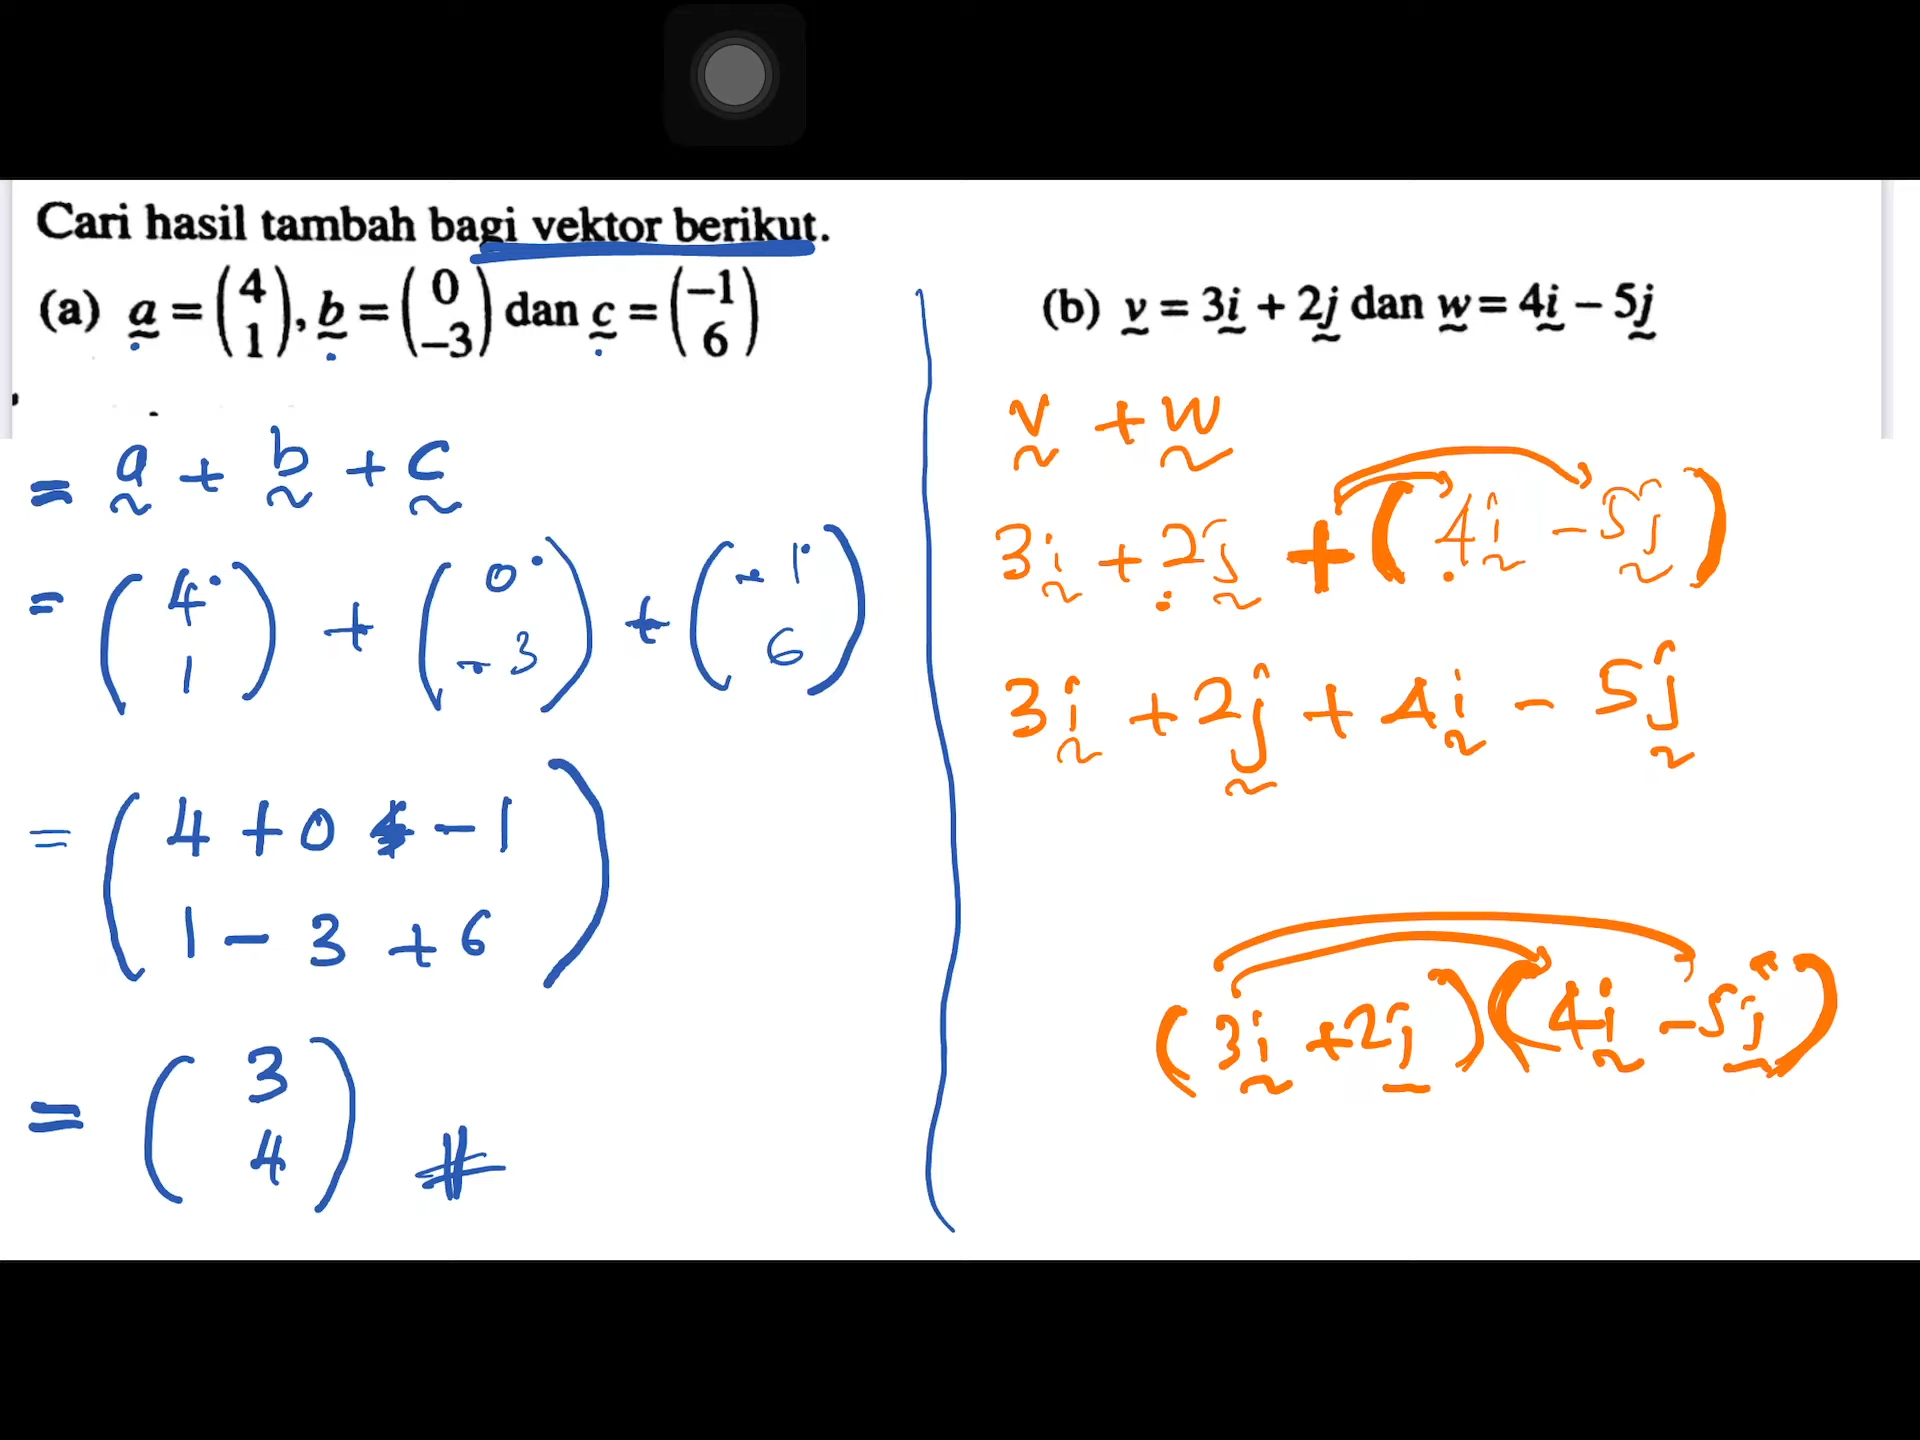 Cari hasil tambah bagi vektor berikut.
(a) a = (4 1), b = (0 −3) dan c = (−1 6)
= a + b + c
= (4 1) + (0 −3) + (−1 6)
= (4 + 0 − 1
1 − 3 + 6)
= (3 4) #
(b) v = 3i + 2j dan w = 4i − 5j
v + w
3i + 2j + (4i − 5j)
3i + 2j + 4i − 5j
(3i + 2j)(4i − 5j)